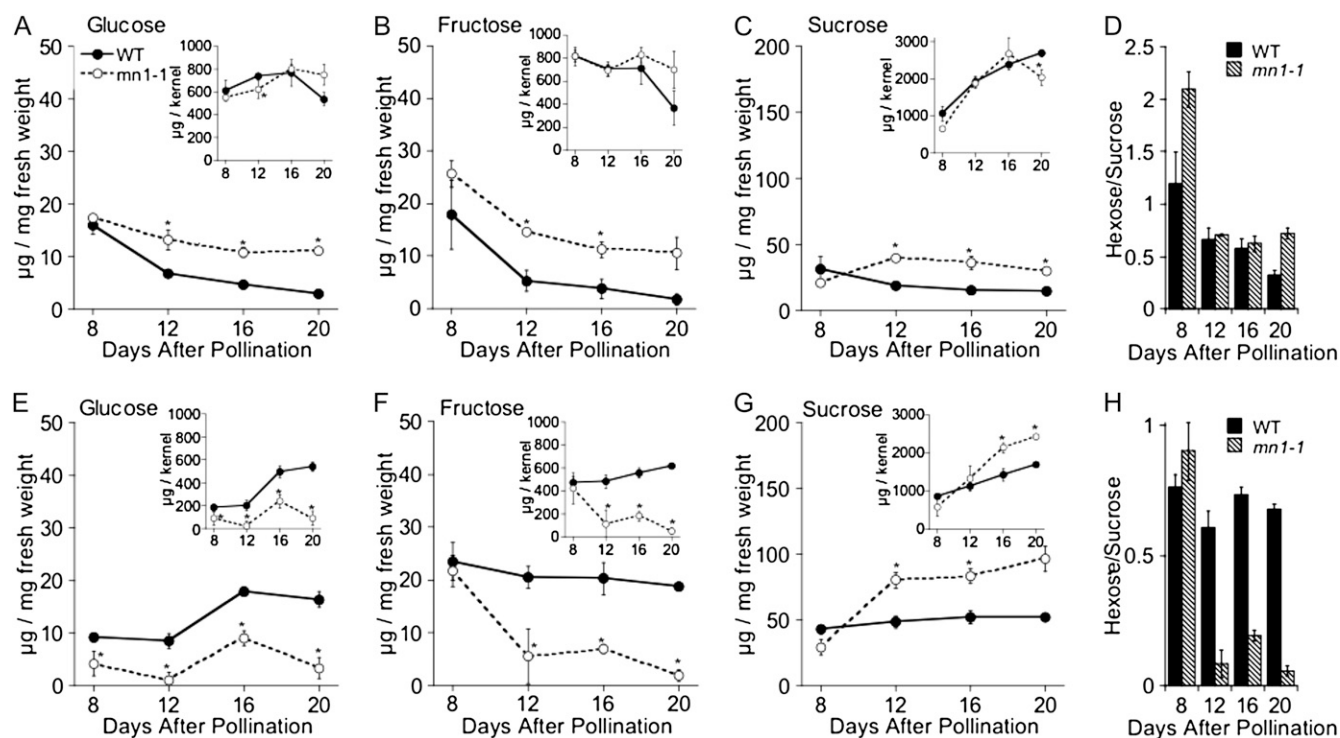 A Glucose
WT
mn1-1
µg / mg fresh weight
50
40
30
20
10
0
8 12 16 20
Days After Pollination
µg / kernel
1000
800
600
400
200
0
8 12 16 20
*
* * *
B Fructose
µg / mg fresh weight
50
40
30
20
10
0
8 12 16 20
Days After Pollination
µg / kernel
1000
800
600
400
200
0
8 12 16 20
* *
C Sucrose
µg / mg fresh weight
200
150
100
50
0
8 12 16 20
Days After Pollination
µg / kernel
3000
2000
1000
0
8 12 16 20
*
* * *
D
WT
mn1-1
Hexose/Sucrose
2.5
2
1.5
1
0.5
0
8 12 16 20
Days After Pollination
E Glucose
µg / mg fresh weight
50
40
30
20
10
0
8 12 16 20
Days After Pollination
µg / kernel
1000
800
600
400
200
0
8 12 16 20
* * * *
* * * *
F Fructose
µg / mg fresh weight
50
40
30
20
10
0
8 12 16 20
Days After Pollination
µg / kernel
1000
800
600
400
200
0
8 12 16 20
* * *
* * *
G Sucrose
µg / mg fresh weight
200
150
100
50
0
8 12 16 20
Days After Pollination
µg / kernel
3000
2000
1000
0
8 12 16 20
* *
* *
H
WT
mn1-1
Hexose/Sucrose
1
0.5
0
8 12 16 20
Days After Pollination